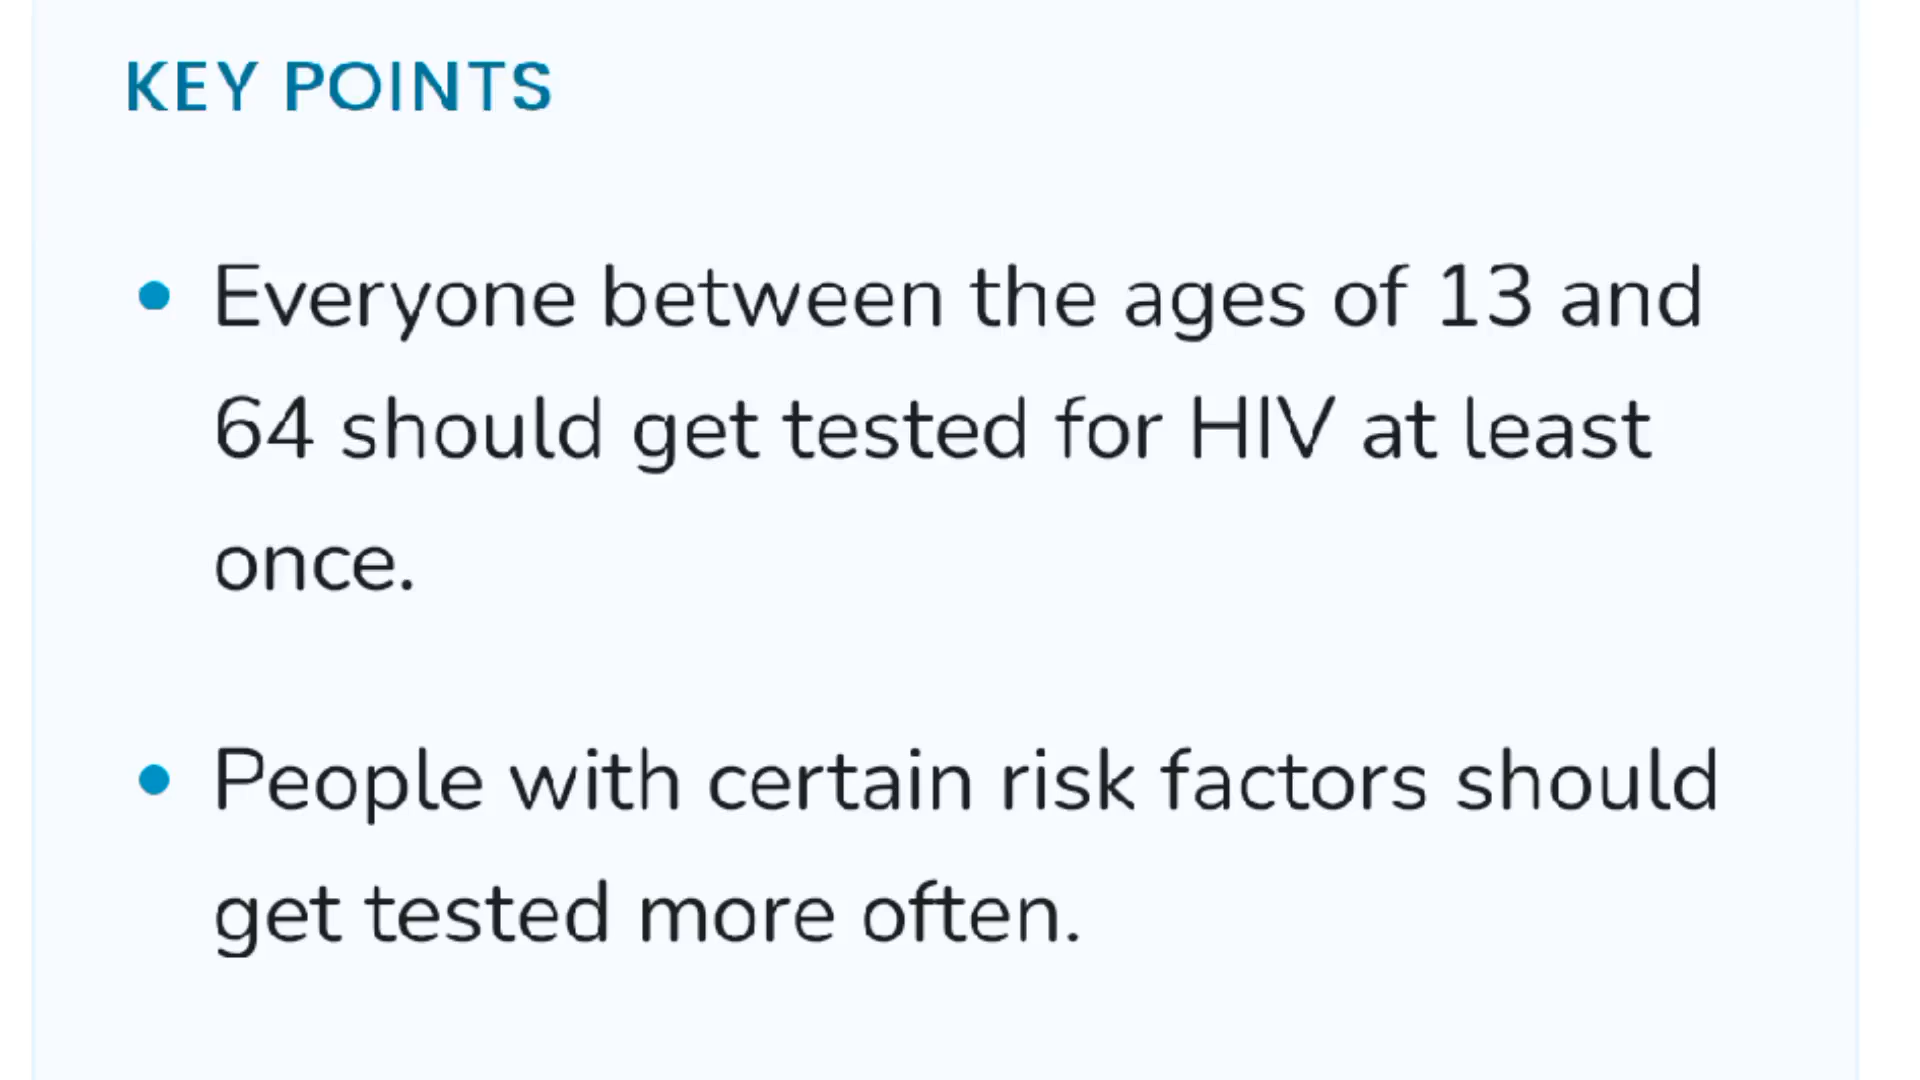 KEY POINTS
• Everyone between the ages of 13 and
64 should get tested for HIV at least
once.
• People with certain risk factors should
get tested more often.